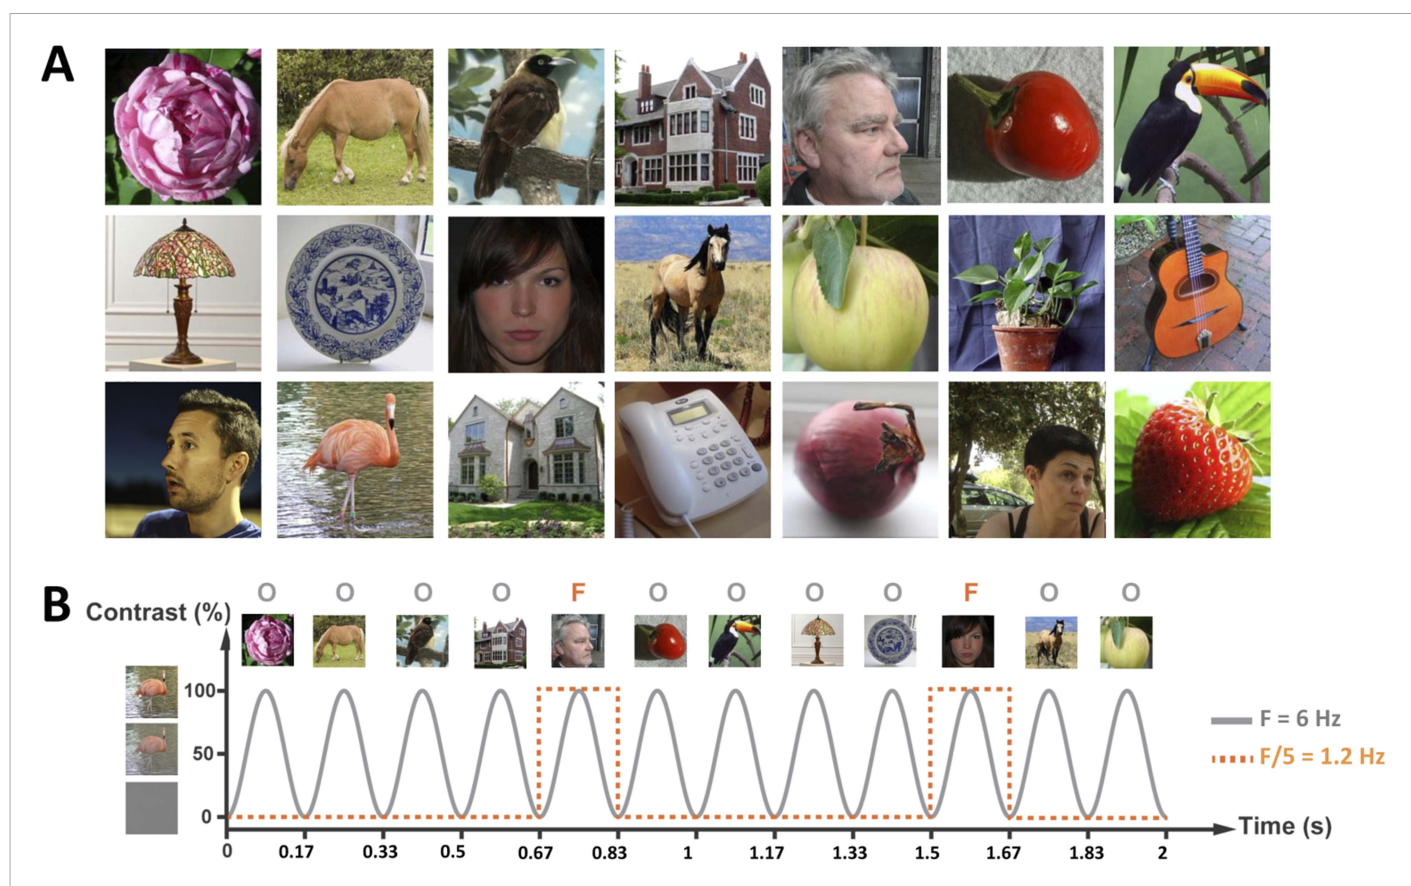 A
B
O O O O F O O O O F O O
Contrast (%)
100
50
0
F = 6 Hz
F/5 = 1.2 Hz
Time (s)
0 0.17 0.33 0.5 0.67 0.83 1 1.17 1.33 1.5 1.67 1.83 2